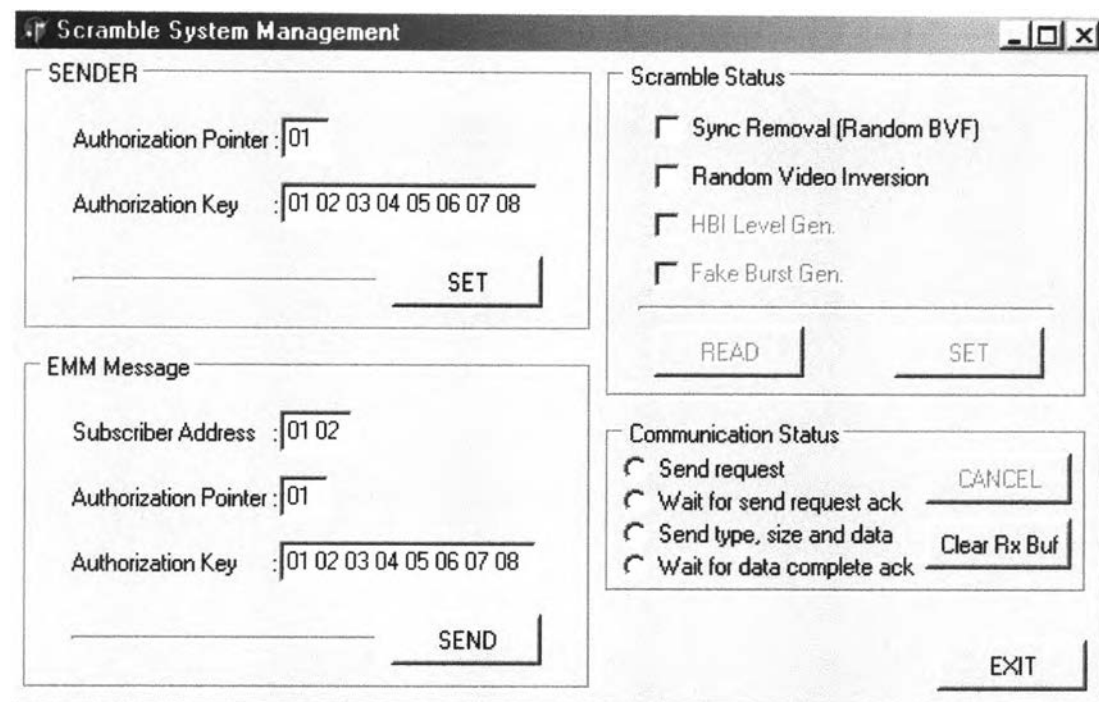 Scramble System Management
SENDER
Authorization Pointer : 01
Authorization Key : 01 02 03 04 05 06 07 08
SET
EMM Message
Subscriber Address : 01 02
Authorization Pointer : 01
Authorization Key : 01 02 03 04 05 06 07 08
SEND
Scramble Status
Sync Removal (Random BVF)
Random Video Inversion
HBI Level Gen.
Fake Burst Gen.
READ
SET
Communication Status
Send request
Wait for send request ack
Send type, size and data
Wait for data complete ack
CANCEL
Clear Rx Buf
EXIT